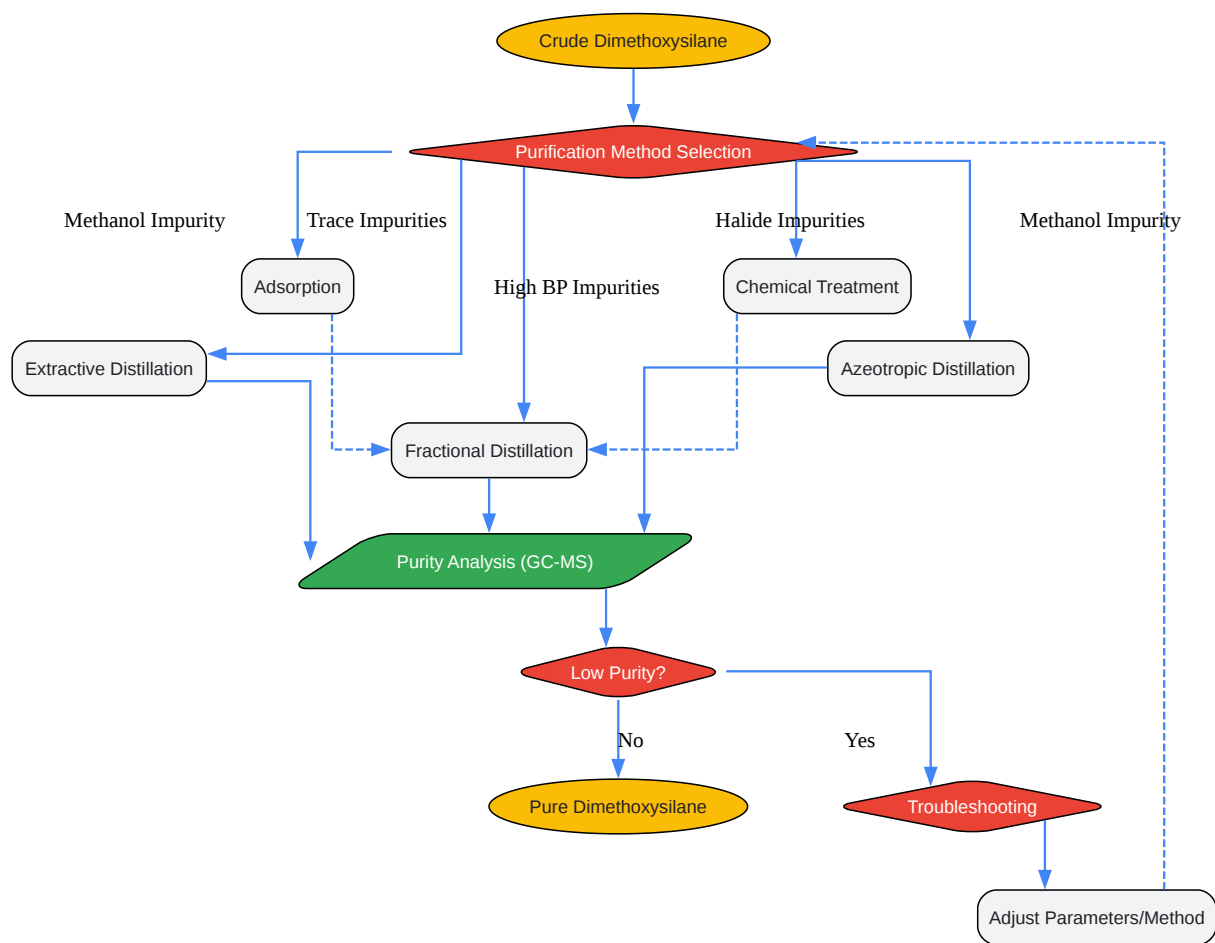 Crude Dimethoxysilane
Purification Method Selection
Methanol Impurity
Trace Impurities
Halide Impurities
Methanol Impurity
Adsorption
High BP Impurities
Chemical Treatment
Extractive Distillation
Azeotropic Distillation
Fractional Distillation
Purity Analysis (GC-MS)
Low Purity?
No
Yes
Pure Dimethoxysilane
Troubleshooting
Adjust Parameters/Method